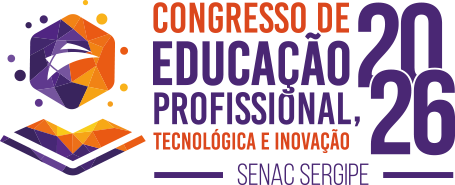 CONGRESSO DE
EDUCAÇÃO
PROFISSIONAL,
TECNOLÓGICA E INOVAÇÃO
2026
SENAC SERGIPE